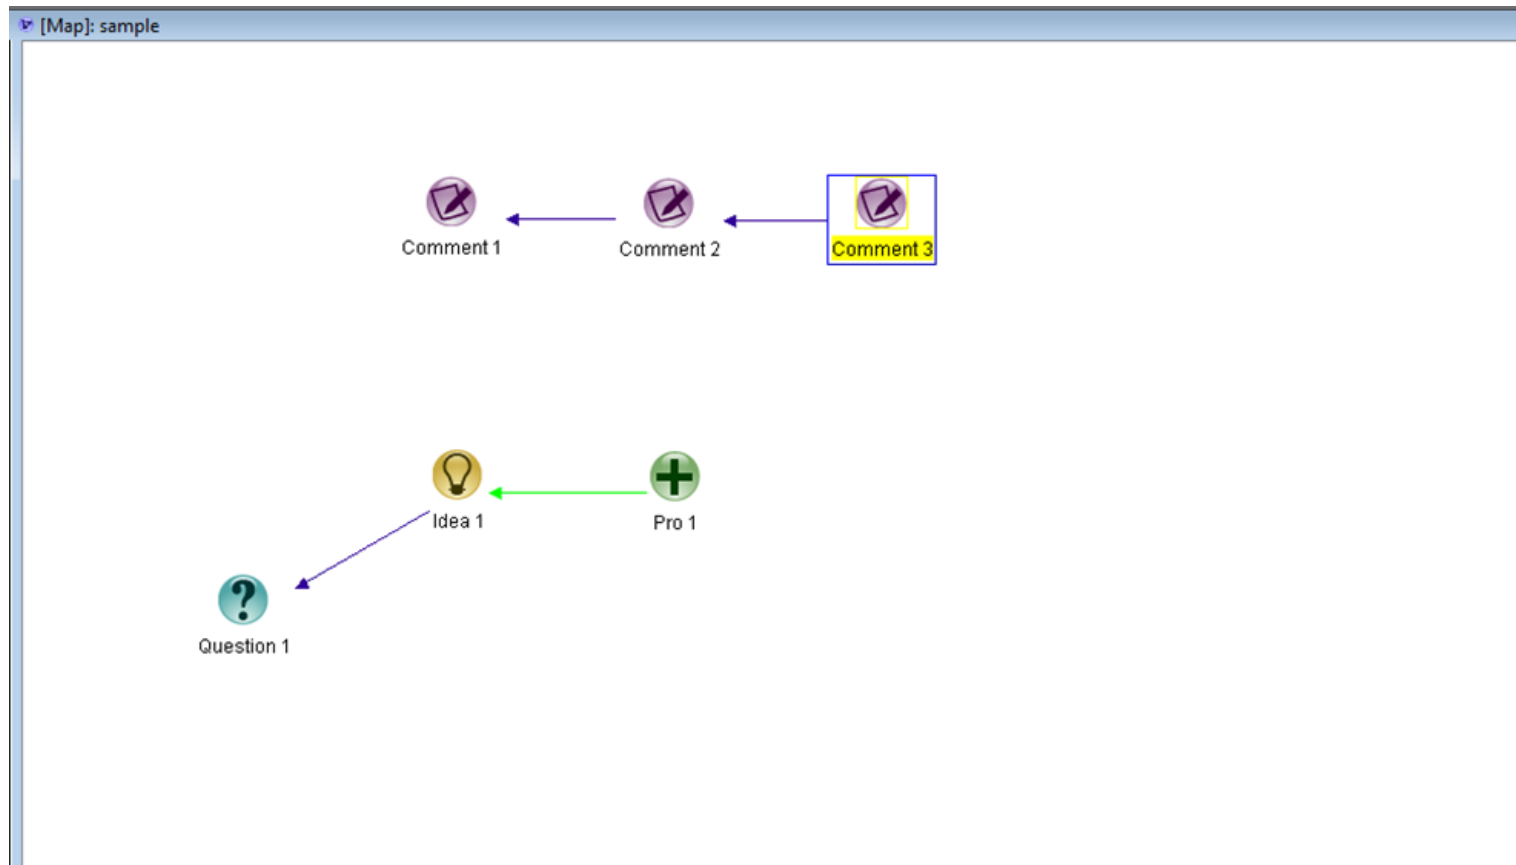 [Map]: sample
Comment 1
Comment 2
Comment 3
Idea 1
Pro 1
?
Question 1